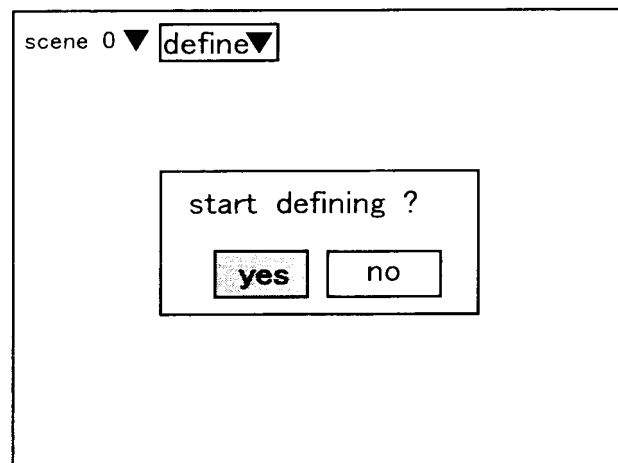 scene 0 ▼ define▼
start defining ?
yes no